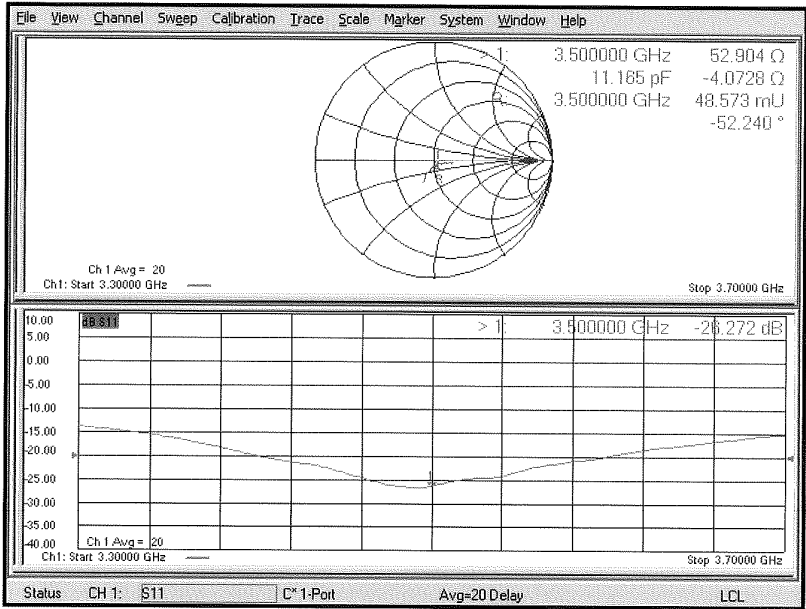 File View Channel Sweep Calibration Trace Scale Marker System Window Help
> 1: 3.500000 GHz 52.904 Ω
11.165 pF -4.0728 Ω
3.500000 GHz 48.573 mU
-52.240 °
Ch 1 Avg = 20
Ch1: Start 3.30000 GHz
Stop 3.70000 GHz
10.00 dB S11
> 1: 3.500000 GHz -26.272 dB
5.00
0.00
-5.00
-10.00
-15.00
-20.00
-25.00
-30.00
-35.00
-40.00
Ch 1 Avg = 20
Ch1: Start 3.30000 GHz
Stop 3.70000 GHz
Status CH 1: S11 C* 1-Port Avg=20 Delay LCL